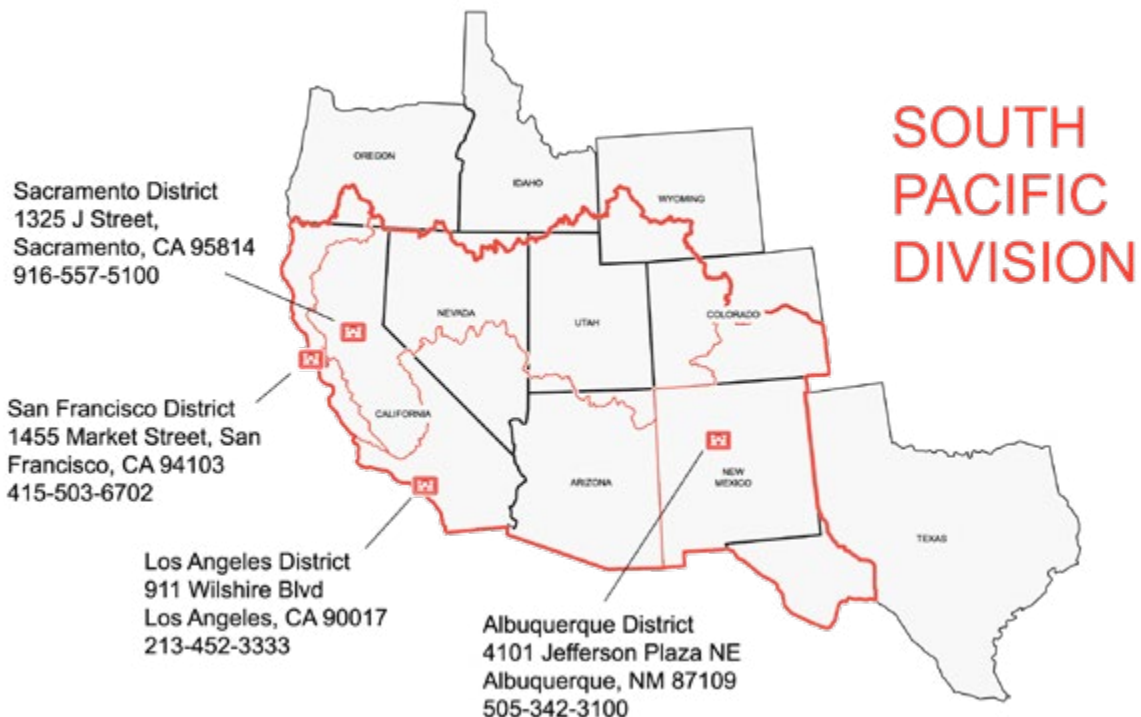 SOUTH
PACIFIC
DIVISION
OREGON
IDAHO
WYOMING
Sacramento District
1325 J Street,
Sacramento, CA 95814
916-557-5100
NEVADA
UTAH
COLORADO
San Francisco District
1455 Market Street, San
Francisco, CA 94103
415-503-6702
CALIFORNIA
ARIZONA
NEW
MEXICO
TEXAS
Los Angeles District
911 Wilshire Blvd
Los Angeles, CA 90017
213-452-3333
Albuquerque District
4101 Jefferson Plaza NE
Albuquerque, NM 87109
505-342-3100